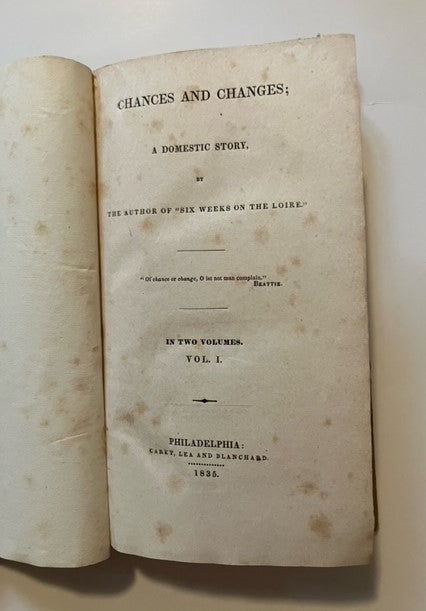 CHANCES AND CHANGES;
A DOMESTIC STORY,
BY
THE AUTHOR OF "SIX WEEKS ON THE LOIRE."
"Of chance or change, O let not man complain."
BEATTIE.
IN TWO VOLUMES.
VOL. I.
PHILADELPHIA:
CAREY, LEA AND BLANCHARD.
1835.